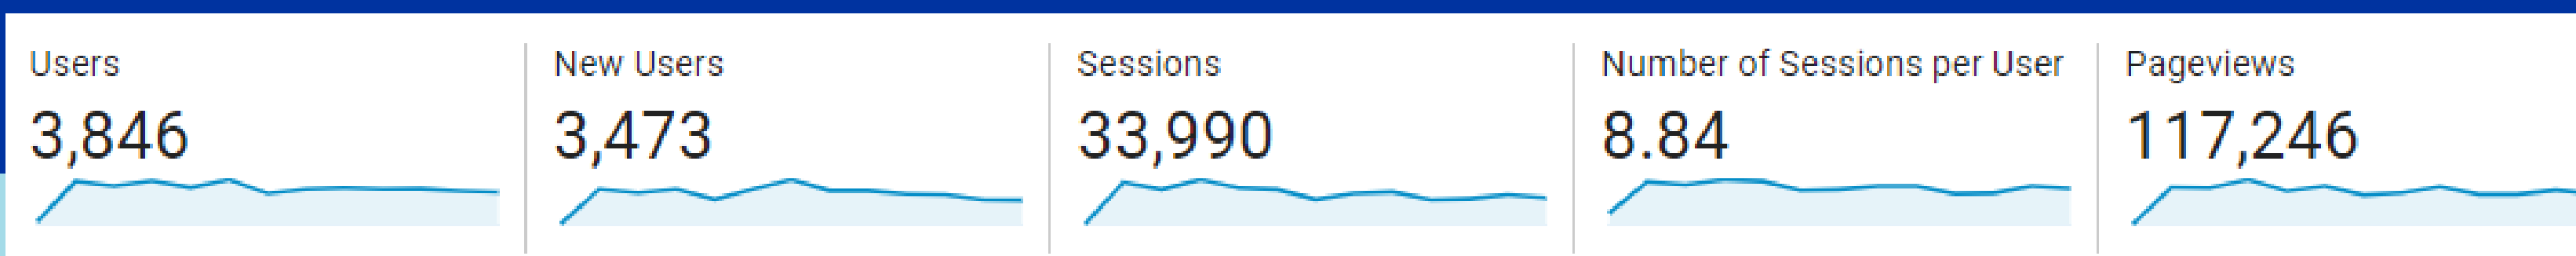 Users
3,846
New Users
3,473
Sessions
33,990
Number of Sessions per User
8.84
Pageviews
117,246